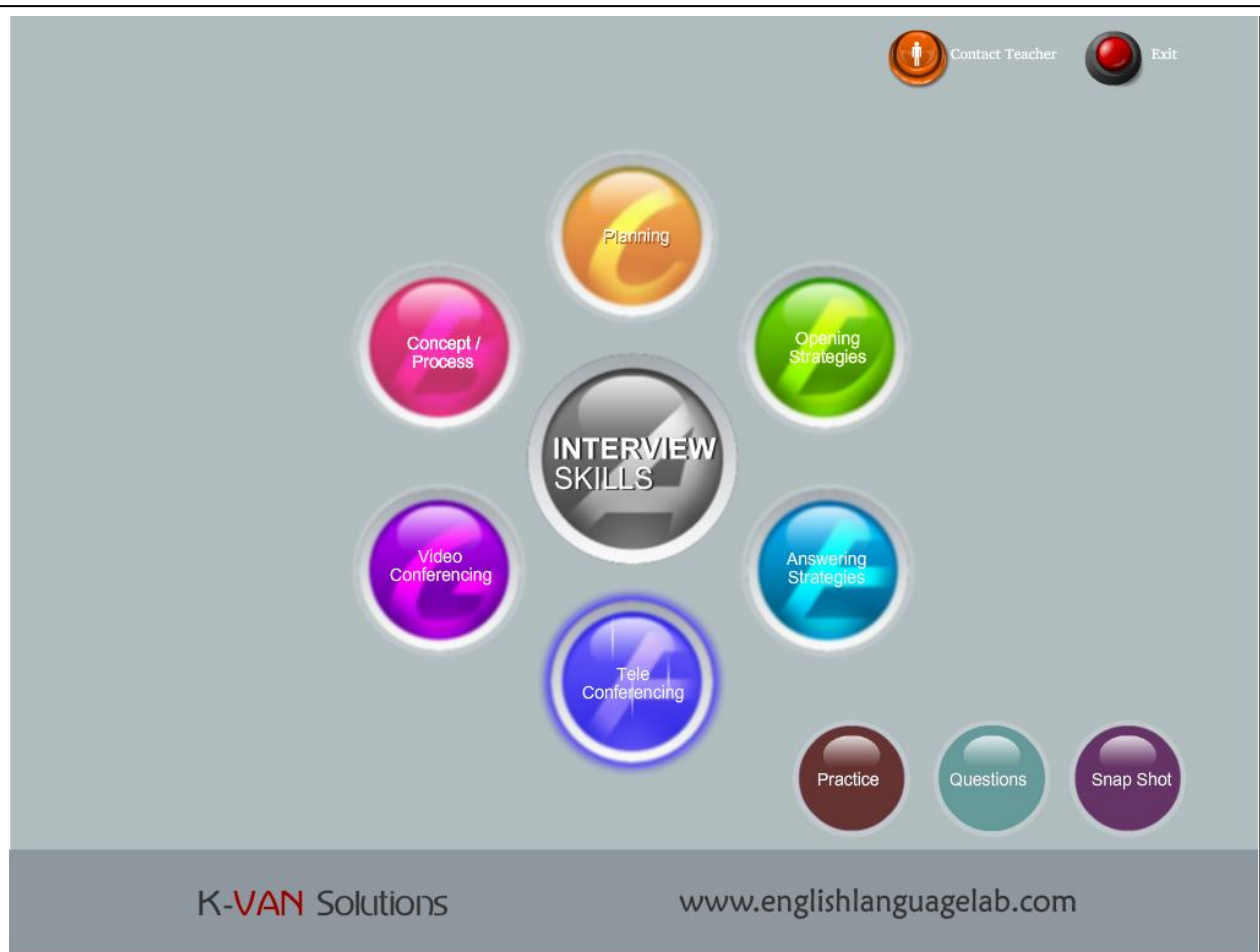 Contact Teacher
Exit
Planning
Concept /
Process
Opening
Strategies
INTERVIEW
SKILLS
Video
Conferencing
Answering
Strategies
Tele
Conferencing
Practice
Questions
Snap Shot
K-VAN Solutions
www.englishlanguagelab.com